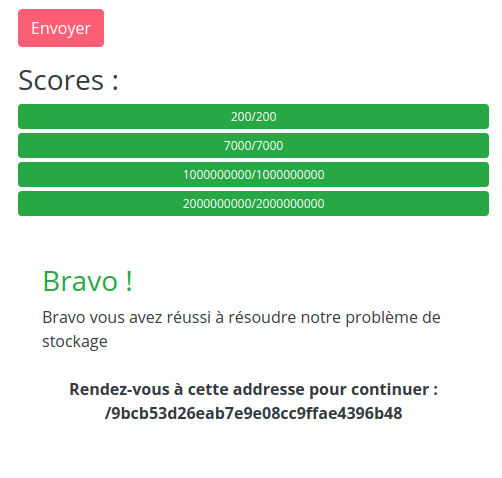 Envoyer
Scores :
200/200
7000/7000
1000000000/1000000000
2000000000/2000000000
Bravo !
Bravo vous avez réussi à résoudre notre problème de
stockage
Rendez-vous à cette addresse pour continuer :
/9bcb53d26eab7e9e08cc9ffae4396b48